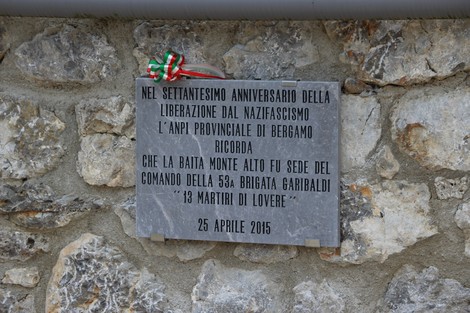 NEL SETTANTESIMO ANNIVERSARIO DELLA
LIBERAZIONE DAL NAZIFASCISMO
L'ANPI PROVINCIALE DI BERGAMO
RICORDA
CHE LA BAITA MONTE ALTO FU SEDE DEL
COMANDO DELLA 53A BRIGATA GARIBALDI
"13 MARTIRI DI LOVERE"
25 APRILE 2015